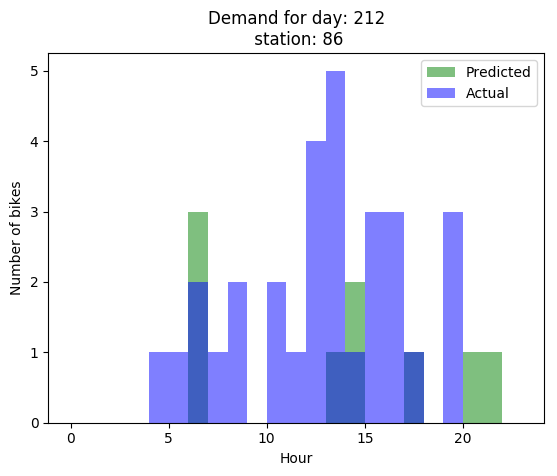 Demand for day: 212
station: 86
Predicted
Actual
5
4
3
2
1
0
Number of bikes
0 5 10 15 20
Hour